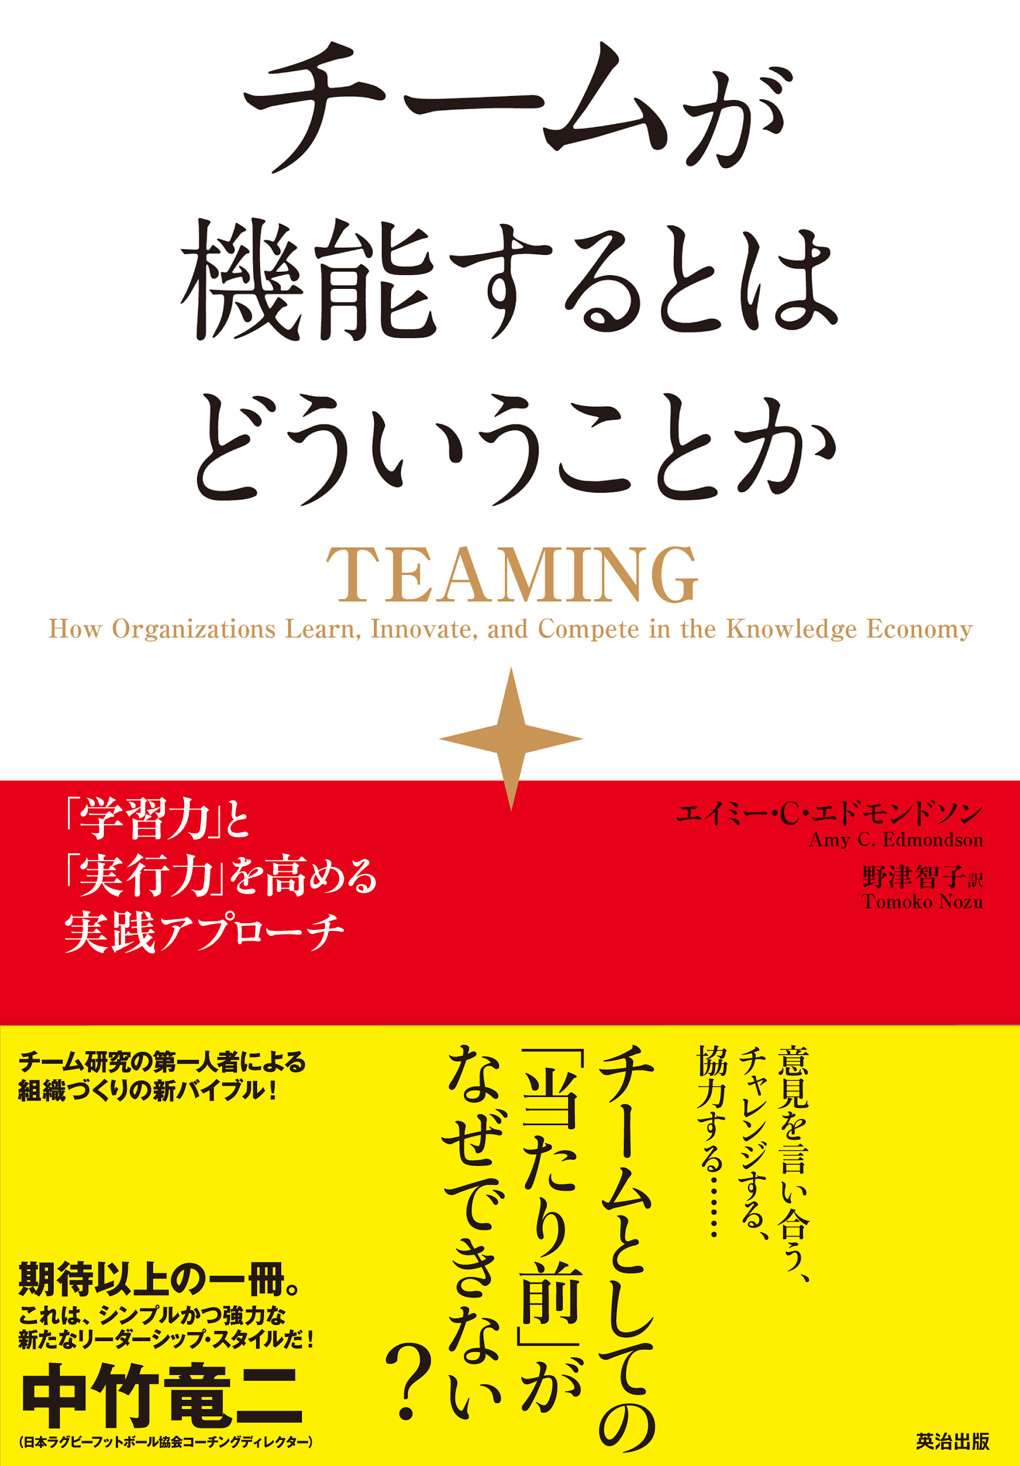 チームが
機能するとは
どういうことか
TEAMING
How Organizations Learn, Innovate, and Compete in the Knowledge Economy
「学習力」と
「実行力」を高める
実践アプローチ
エイミー・C・エドモンドソン
Amy C. Edmondson
野津智子訳
Tomoko Nozu
意見を言い合う、
チャレンジする、
協力する……
チームとしての
「当たり前」が
なぜできない
？
チーム研究の第一人者による
組織づくりの新バイブル！
期待以上の一冊。
これは、シンプルかつ強力な
新たなリーダーシップ・スタイルだ！
中竹竜二
（日本ラグビーフットボール協会コーチングディレクター）
英治出版